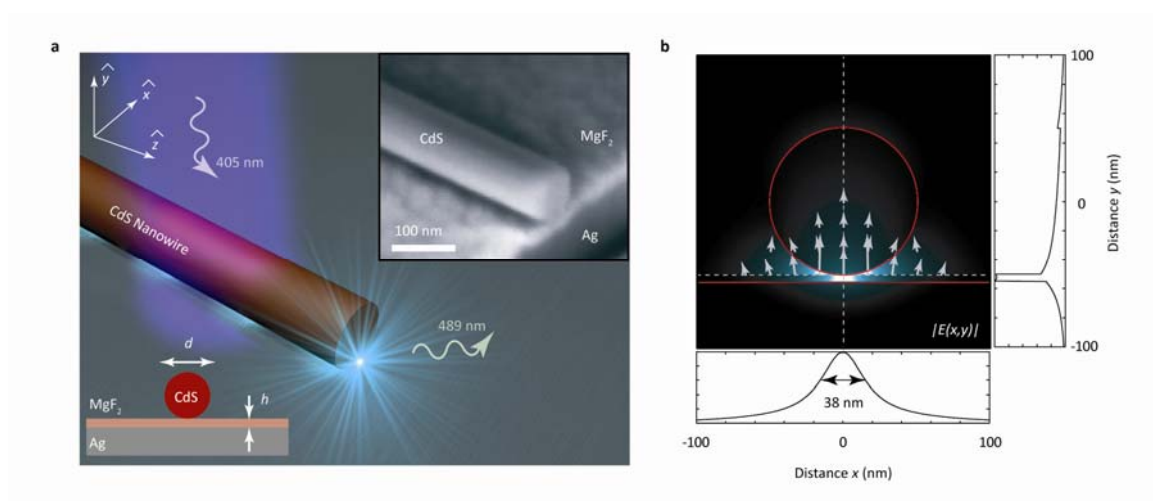 a
ŷ
x̂
ẑ
405 nm
CdS Nanowire
489 nm
d
CdS
MgF₂
h
Ag
CdS
MgF₂
100 nm
Ag
b
|E(x,y)|
100
0
-100
Distance y (nm)
38 nm
-100
0
100
Distance x (nm)